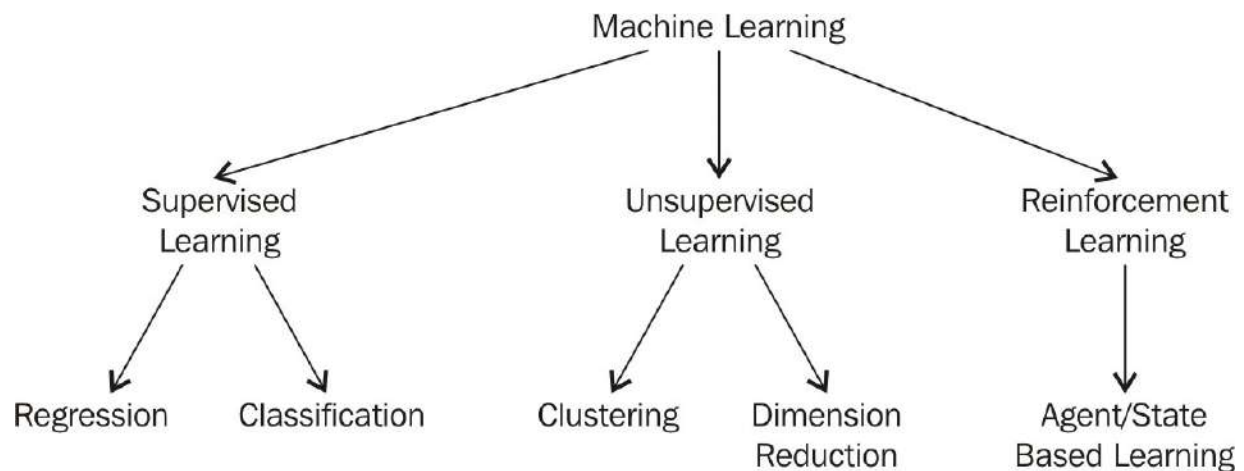 Machine Learning
Supervised
Learning
Unsupervised
Learning
Reinforcement
Learning
Regression
Classification
Clustering
Dimension
Reduction
Agent/State
Based Learning